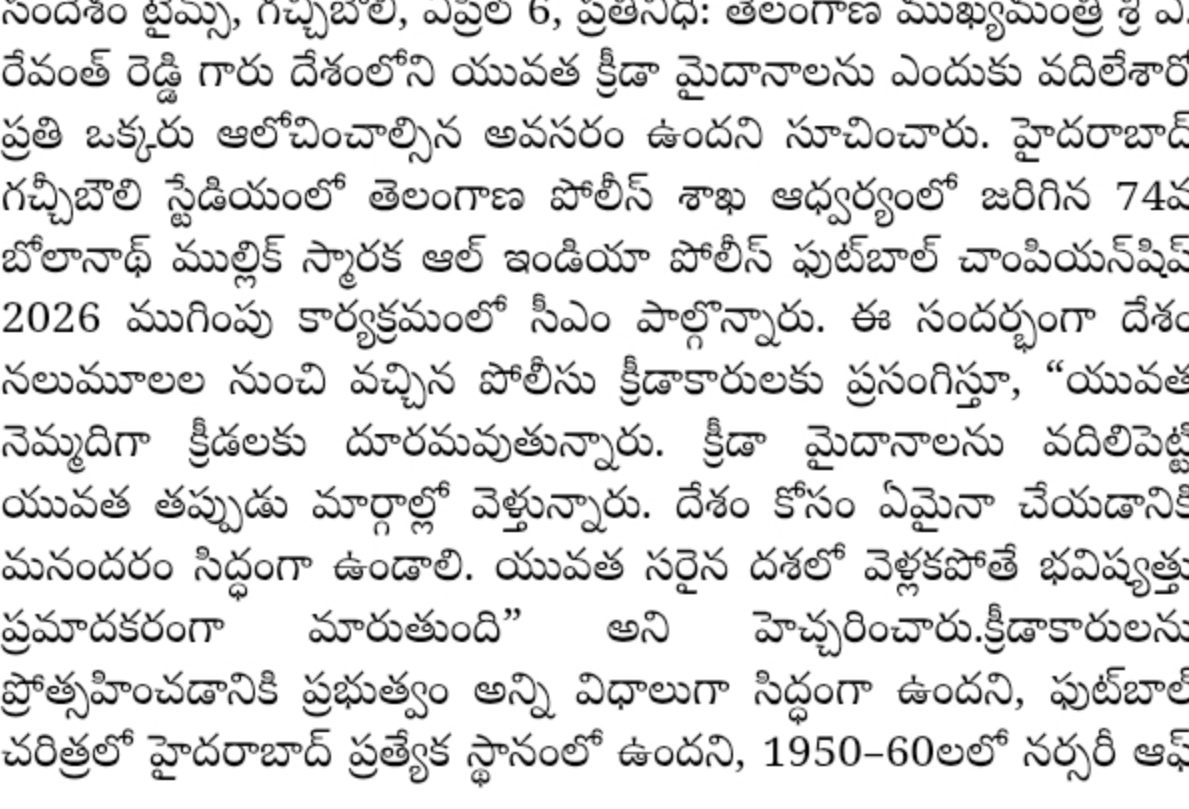 సందేశం టైమ్స్, గచ్చిబౌలి, ఏప్రిల్ 6, ప్రతినిధి: తెలంగాణ ముఖ్యమంత్రి శ్రీ ఎ.
రేవంత్ రెడ్డి గారు దేశంలోని యువత క్రీడా మైదానాలను ఎందుకు వదిలేశారో
ప్రతి ఒక్కరు ఆలోచించాల్సిన అవసరం ఉందని సూచించారు. హైదరాబాద్
గచ్చీబౌలి స్టేడియంలో తెలంగాణ పోలీస్ శాఖ ఆధ్వర్యంలో జరిగిన 74వ
బోలానాథ్ ముల్లిక్ స్మారక ఆల్ ఇండియా పోలీస్ ఫుట్‌బాల్ చాంపియన్‌షిప్
2026 ముగింపు కార్యక్రమంలో సీఎం పాల్గొన్నారు. ఈ సందర్భంగా దేశం
నలుమూలల నుంచి వచ్చిన పోలీసు క్రీడాకారులకు ప్రసంగిస్తూ, “యువత
నెమ్మదిగా క్రీడలకు దూరమవుతున్నారు. క్రీడా మైదానాలను వదిలిపెట్టి
యువత తప్పుడు మార్గాల్లో వెళ్తున్నారు. దేశం కోసం ఏమైనా చేయడానికి
మనందరం సిద్ధంగా ఉండాలి. యువత సరైన దశలో వెళ్లకపోతే భవిష్యత్తు
ప్రమాదకరంగా మారుతుంది” అని హెచ్చరించారు.క్రీడాకారులను
ప్రోత్సహించడానికి ప్రభుత్వం అన్ని విధాలుగా సిద్ధంగా ఉందని, ఫుట్‌బాల్
చరిత్రలో హైదరాబాద్ ప్రత్యేక స్థానంలో ఉందని, 1950–60లలో నర్సరీ ఆఫ్